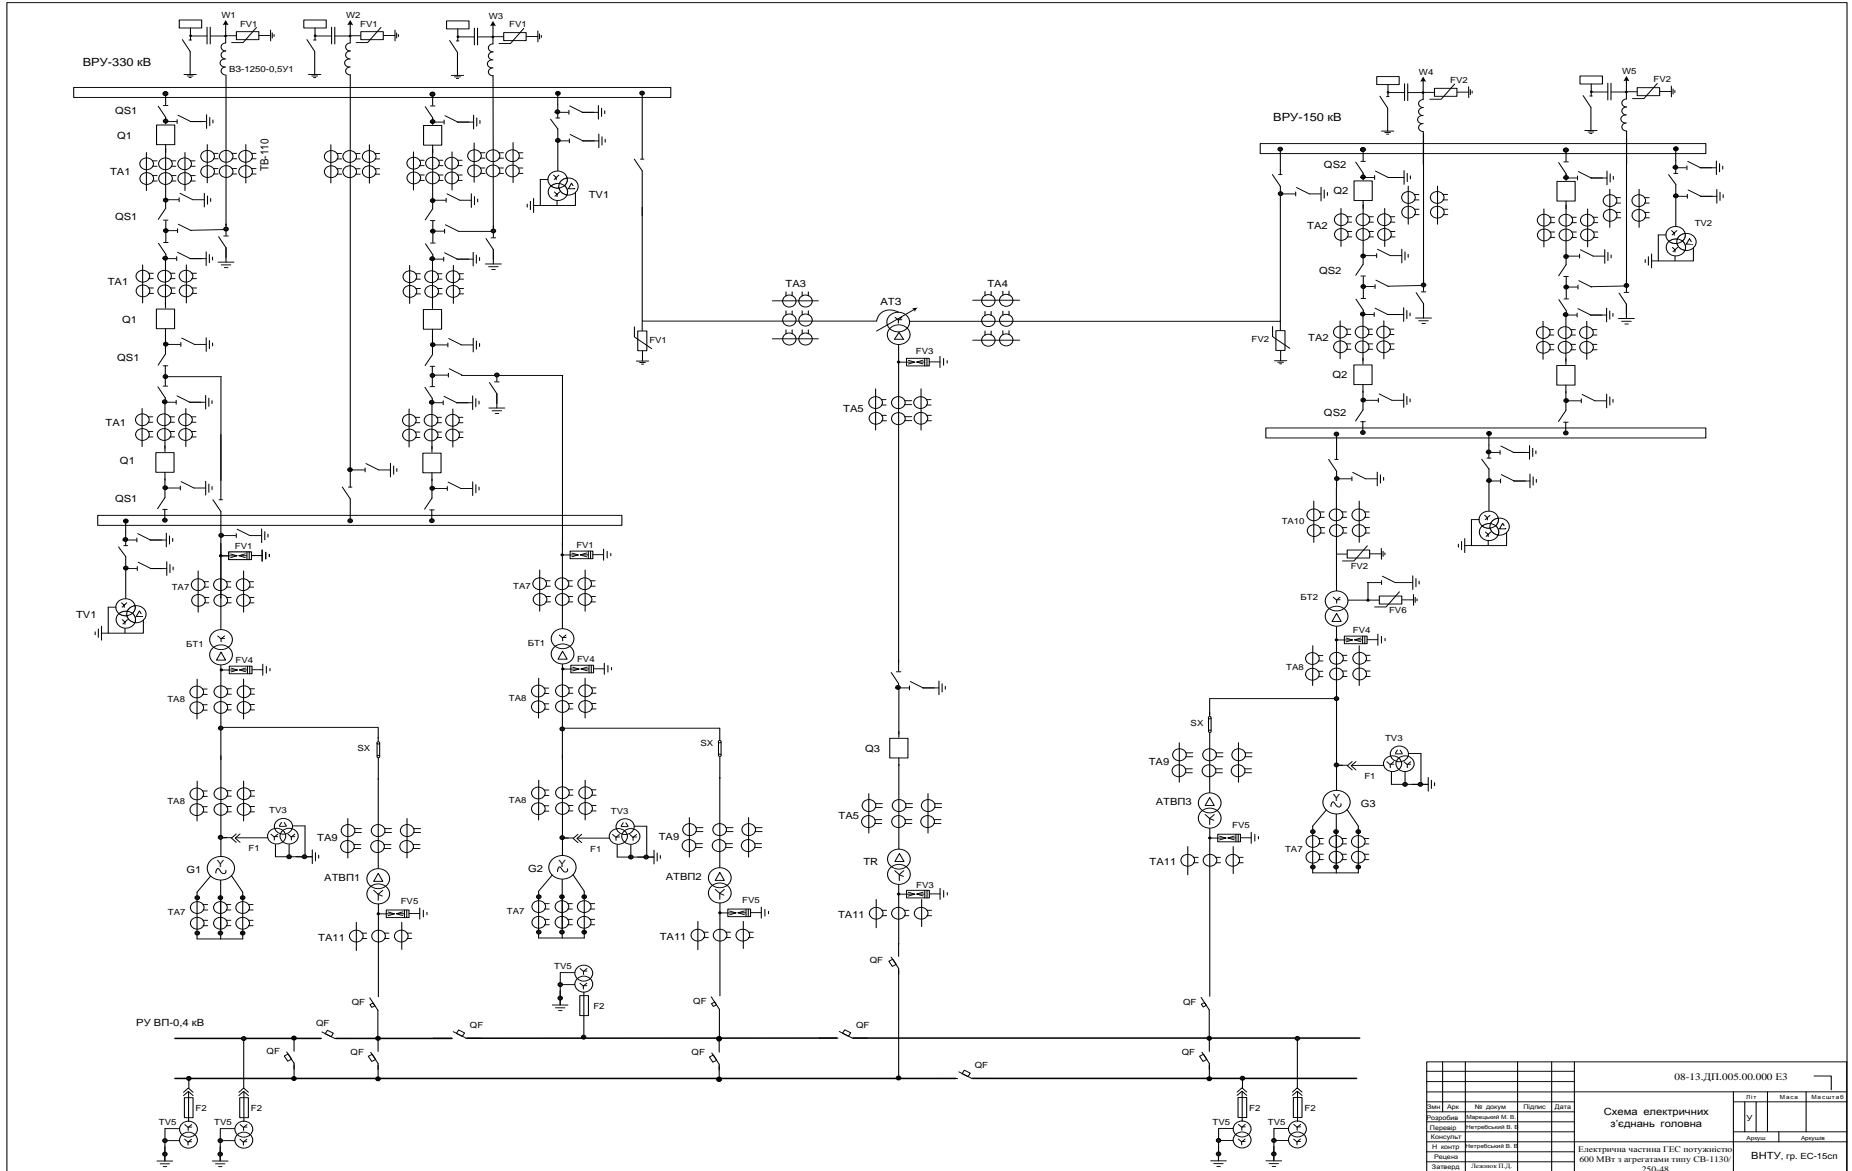 W1
W2
W3
FV1
FV1
FV1
ВРУ-330 кВ
ВЗ-1250-0,5У1
W4
W5
FV2
FV2
ВРУ-150 кВ
QS1
Q1
TA1
ТВ-110
QS1
TV1
TA1
Q1
QS1
TA1
Q1
QS1
FV1
TA3
AT3
TA4
FV2
FV3
TA5
QS2
Q2
TA2
QS2
TV2
TA2
Q2
QS2
TA10
FV2
БТ2
FV6
FV4
TA8
TV1
FV1
TA7
БТ1
FV4
TA8
FV1
TA7
БТ1
FV4
TA8
SX
SX
Q3
SX
TA9
TV3
F1
TA8
TV3
F1
TA9
G1
АТВП1
TA7
FV5
TA11
TA8
TV3
F1
TA9
G2
АТВП2
TA7
FV5
TA11
TA5
TR
FV3
TA11
АТВП3
G3
FV5
TA7
TA11
QF
TV5
F2
QF
QF
QF
РУ ВП-0,4 кВ
QF
QF
QF
QF
QF
QF
QF
QF
F2
F2
TV5
TV5
F2
F2
TV5
TV5
08-13.ДП.005.00.000 Е3
Змн Арк № докум Підпис Дата
Розробив Марецький М. В.
Перевір Нетребський В. В
Консульт
Н контр Нетребський В. В
Реценз
Затверд Лежнюк П.Д.
Схема електричних
з'єднань головна
Літ Маса Масштаб
У
Аркуш Аркушів
Електрична частина ГЕС потужністю
600 МВт з агрегатами типу СВ-1130/
250-48
ВНТУ, гр. ЕС-15сп